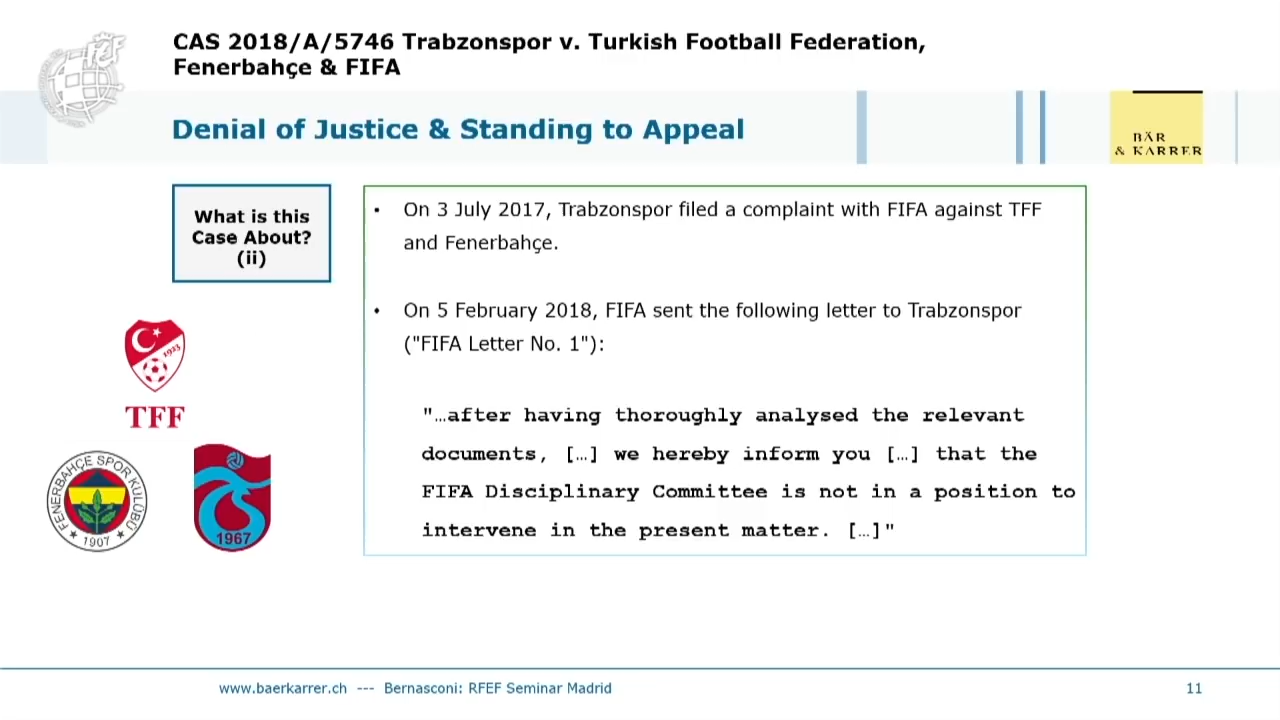 CAS 2018/A/5746 Trabzonspor v. Turkish Football Federation,
Fenerbahçe & FIFA
Denial of Justice & Standing to Appeal
BÄR
& KARRER
What is this
Case About?
(ii)
• On 3 July 2017, Trabzonspor filed a complaint with FIFA against TFF
and Fenerbahçe.
• On 5 February 2018, FIFA sent the following letter to Trabzonspor
("FIFA Letter No. 1"):
"…after having thoroughly analysed the relevant
documents, […] we hereby inform you […] that the
FIFA Disciplinary Committee is not in a position to
intervene in the present matter. […]"
1923
TFF
FENERBAHÇE SPOR KULÜBÜ
★ 1907 ★
1967
www.baerkarrer.ch --- Bernasconi: RFEF Seminar Madrid
11